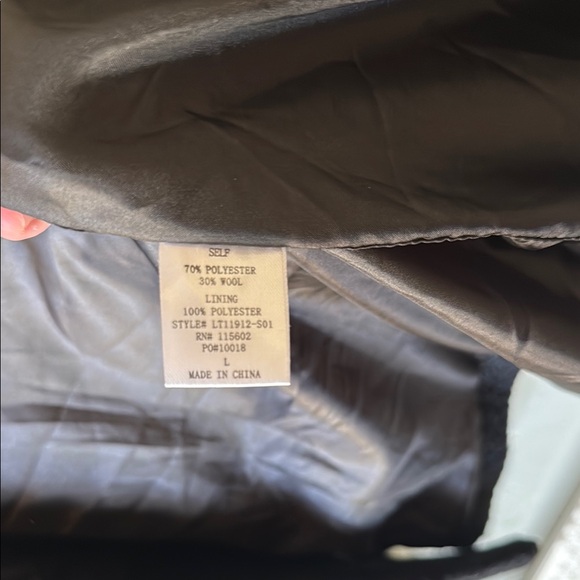 SELF
70% POLYESTER
30% WOOL
LINING
100% POLYESTER
STYLE# LT11912-S01
RN# 115602
PO#10018
L
MADE IN CHINA